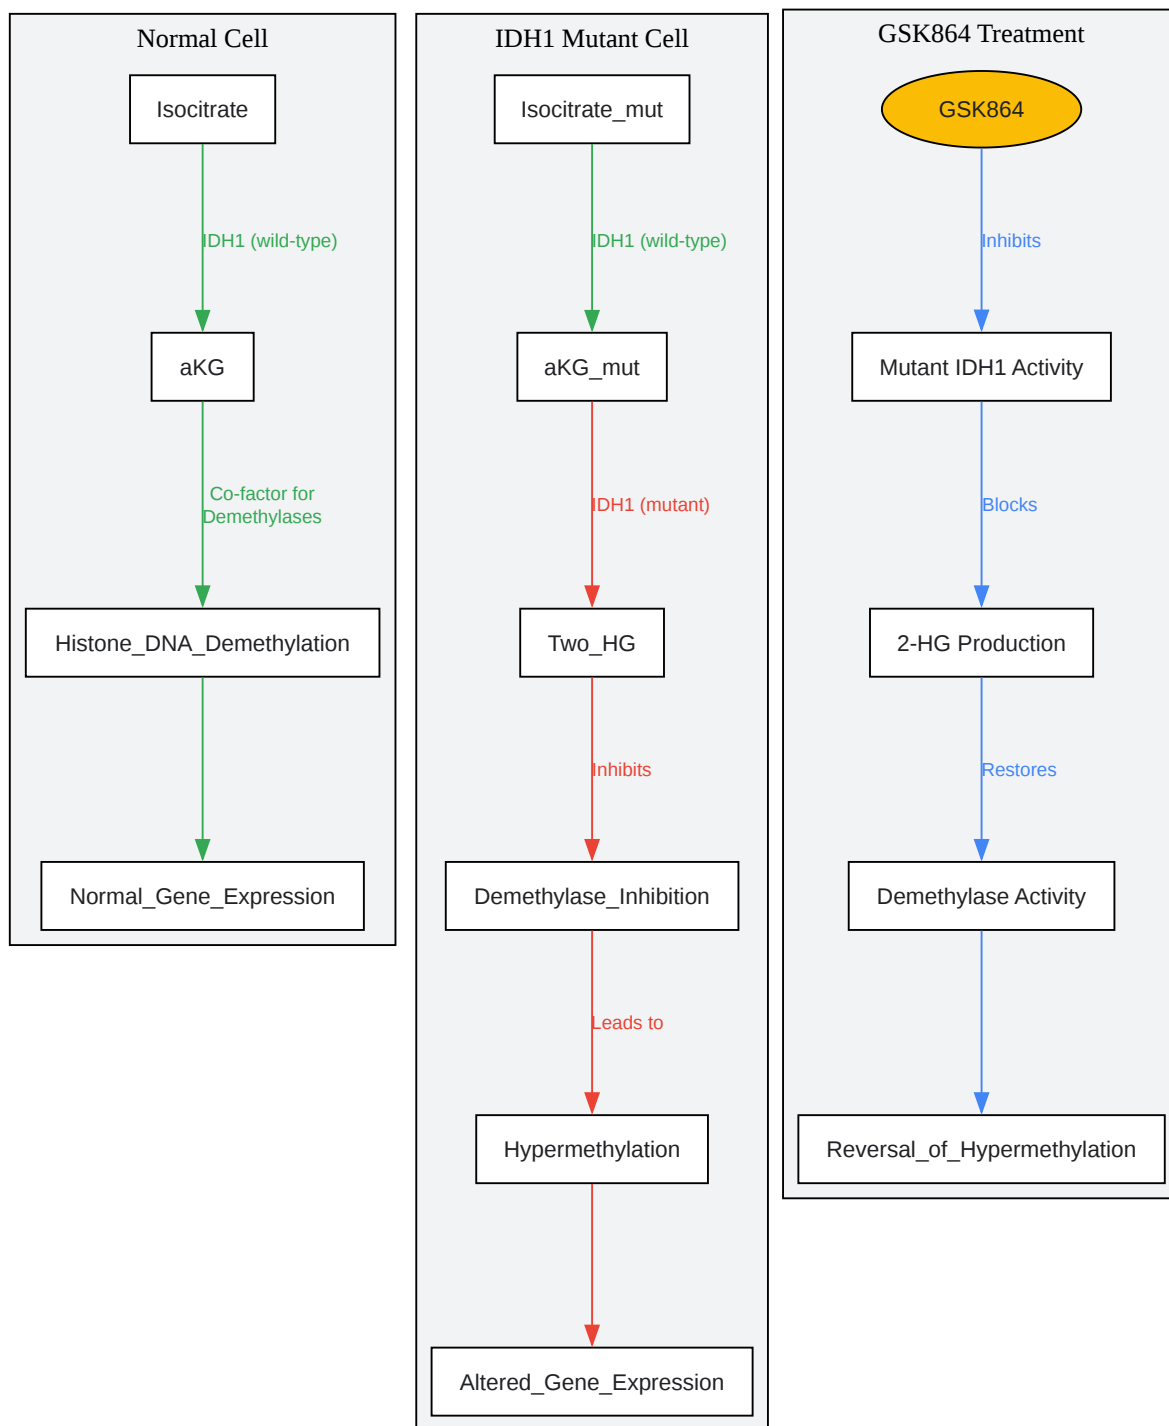 Normal Cell
Isocitrate
IDH1 (wild-type)
aKG
Co-factor for
Demethylases
Histone_DNA_Demethylation
Normal_Gene_Expression
IDH1 Mutant Cell
Isocitrate_mut
IDH1 (wild-type)
aKG_mut
IDH1 (mutant)
Two_HG
Inhibits
Demethylase_Inhibition
Leads to
Hypermethylation
Altered_Gene_Expression
GSK864 Treatment
GSK864
Inhibits
Mutant IDH1 Activity
Blocks
2-HG Production
Restores
Demethylase Activity
Reversal_of_Hypermethylation